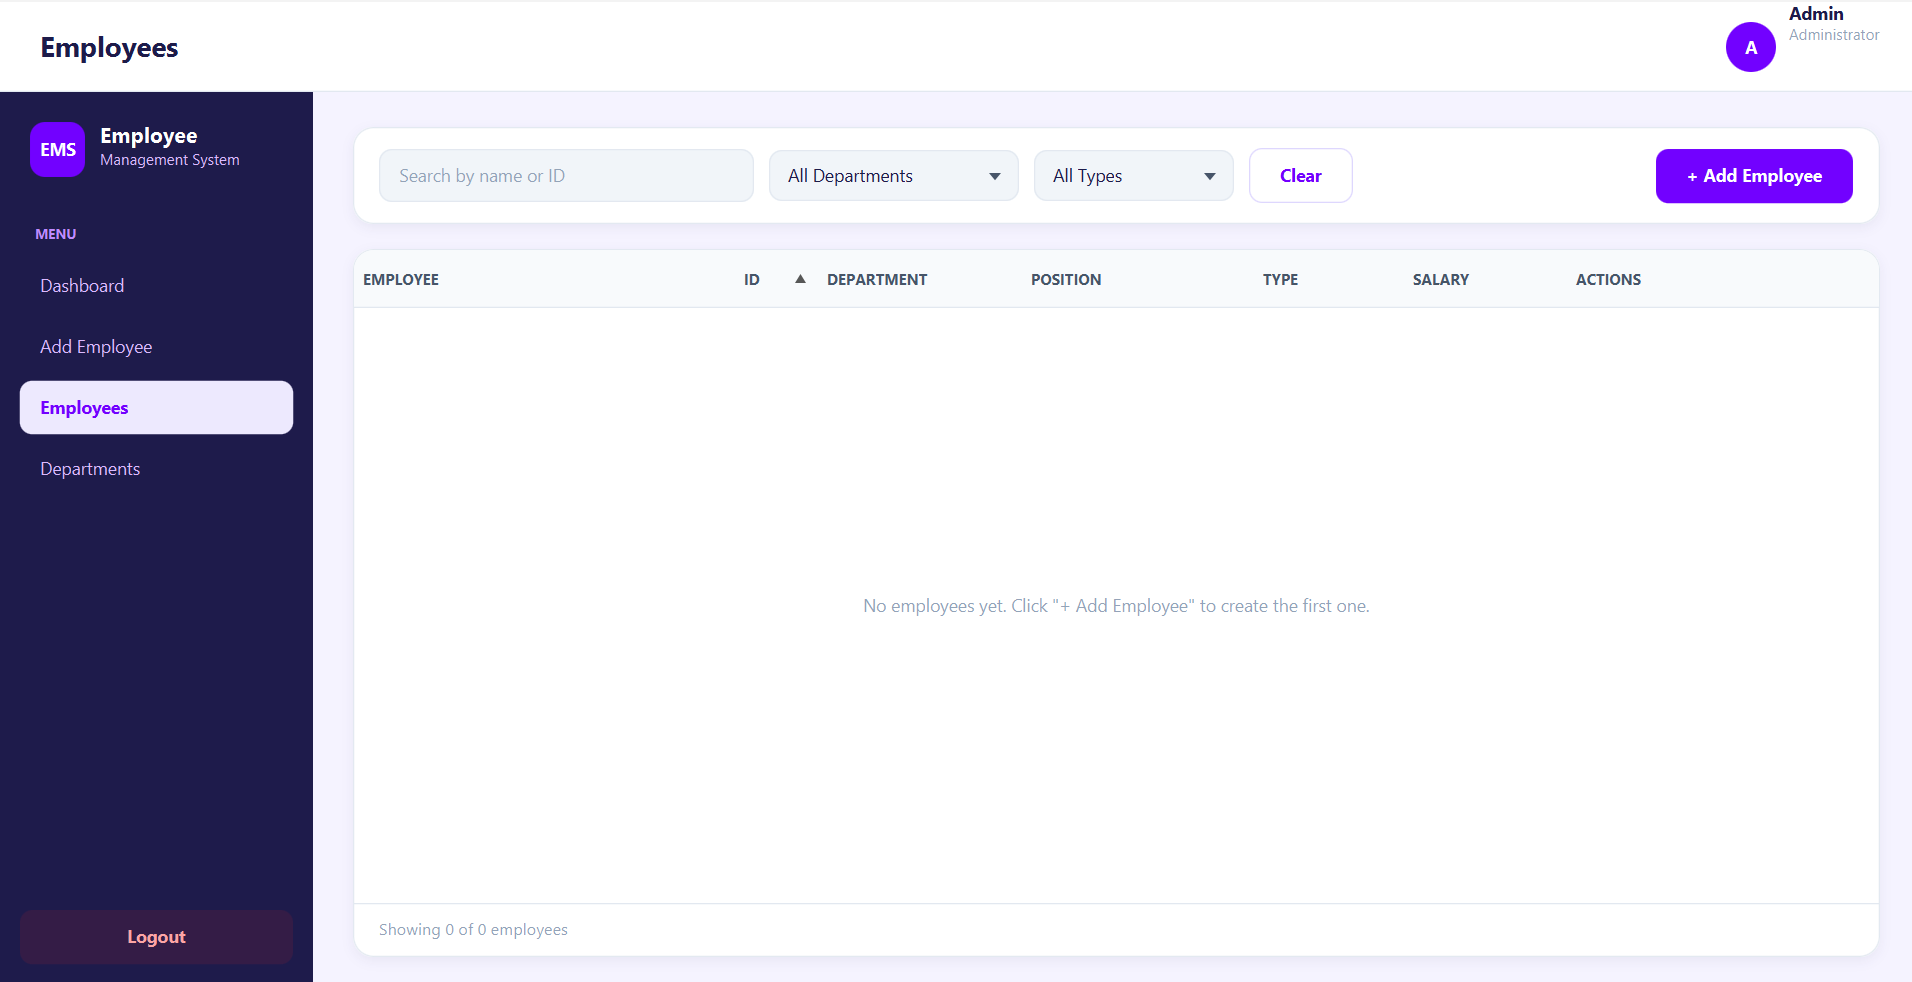 Employees
A
Admin
Administrator
EMS
Employee
Management System
MENU
Dashboard
Add Employee
Employees
Departments
Logout
Search by name or ID
All Departments
All Types
Clear
+ Add Employee
EMPLOYEE ID DEPARTMENT POSITION TYPE SALARY ACTIONS
No employees yet. Click "+ Add Employee" to create the first one.
Showing 0 of 0 employees